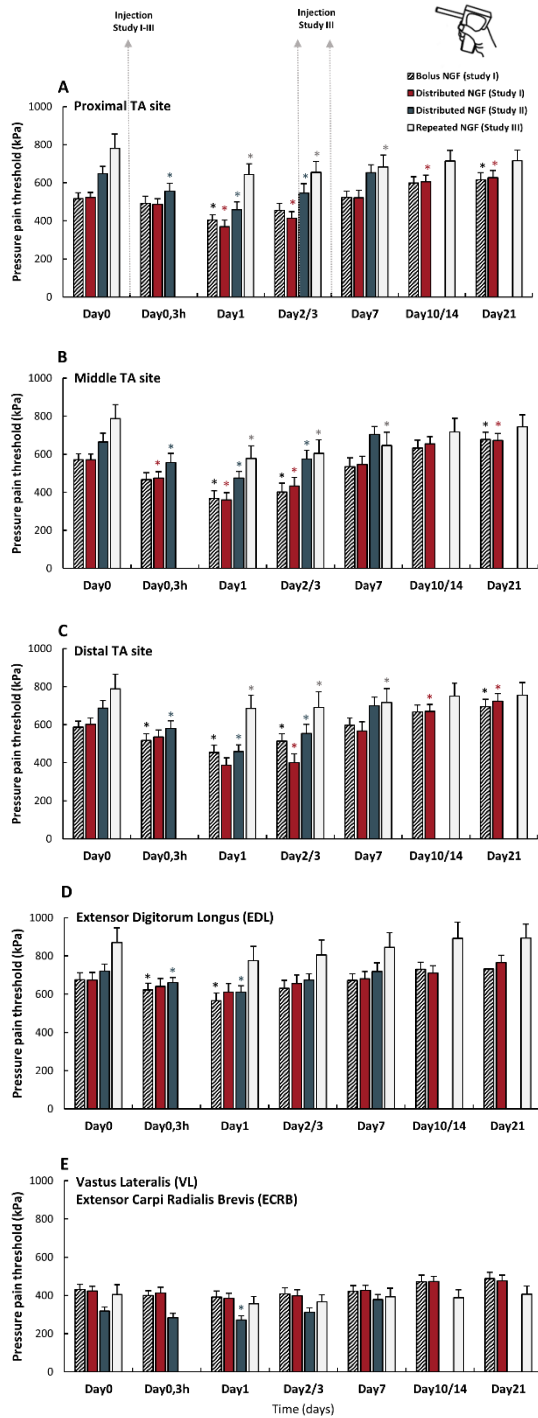 Injection
Study I-III
Injection
Study III
Bolus NGF (study I)
Distributed NGF (Study I)
Distributed NGF (Study II)
Repeated NGF (Study III)
A
Proximal TA site
Pressure pain threshold (kPa)
1000
800
600
400
200
0
* * * * * * * * * * * * *
Day0 Day0,3h Day1 Day2/3 Day7 Day10/14 Day21
B
Middle TA site
Pressure pain threshold (kPa)
1000
800
600
400
200
0
* * * * * * * * * * * * *
Day0 Day0,3h Day1 Day2/3 Day7 Day10/14 Day21
C
Distal TA site
Pressure pain threshold (kPa)
1000
800
600
400
200
0
* * * * * * * * * * * * *
Day0 Day0,3h Day1 Day2/3 Day7 Day10/14 Day21
D
Extensor Digitorum Longus (EDL)
Pressure pain threshold (kPa)
1000
800
600
400
200
0
* * * *
Day0 Day0,3h Day1 Day2/3 Day7 Day10/14 Day21
E
Vastus Lateralis (VL)
Extensor Carpi Radialis Brevis (ECRB)
Pressure pain threshold (kPa)
1000
800
600
400
200
0
*
Day0 Day0,3h Day1 Day2/3 Day7 Day10/14 Day21
Time (days)